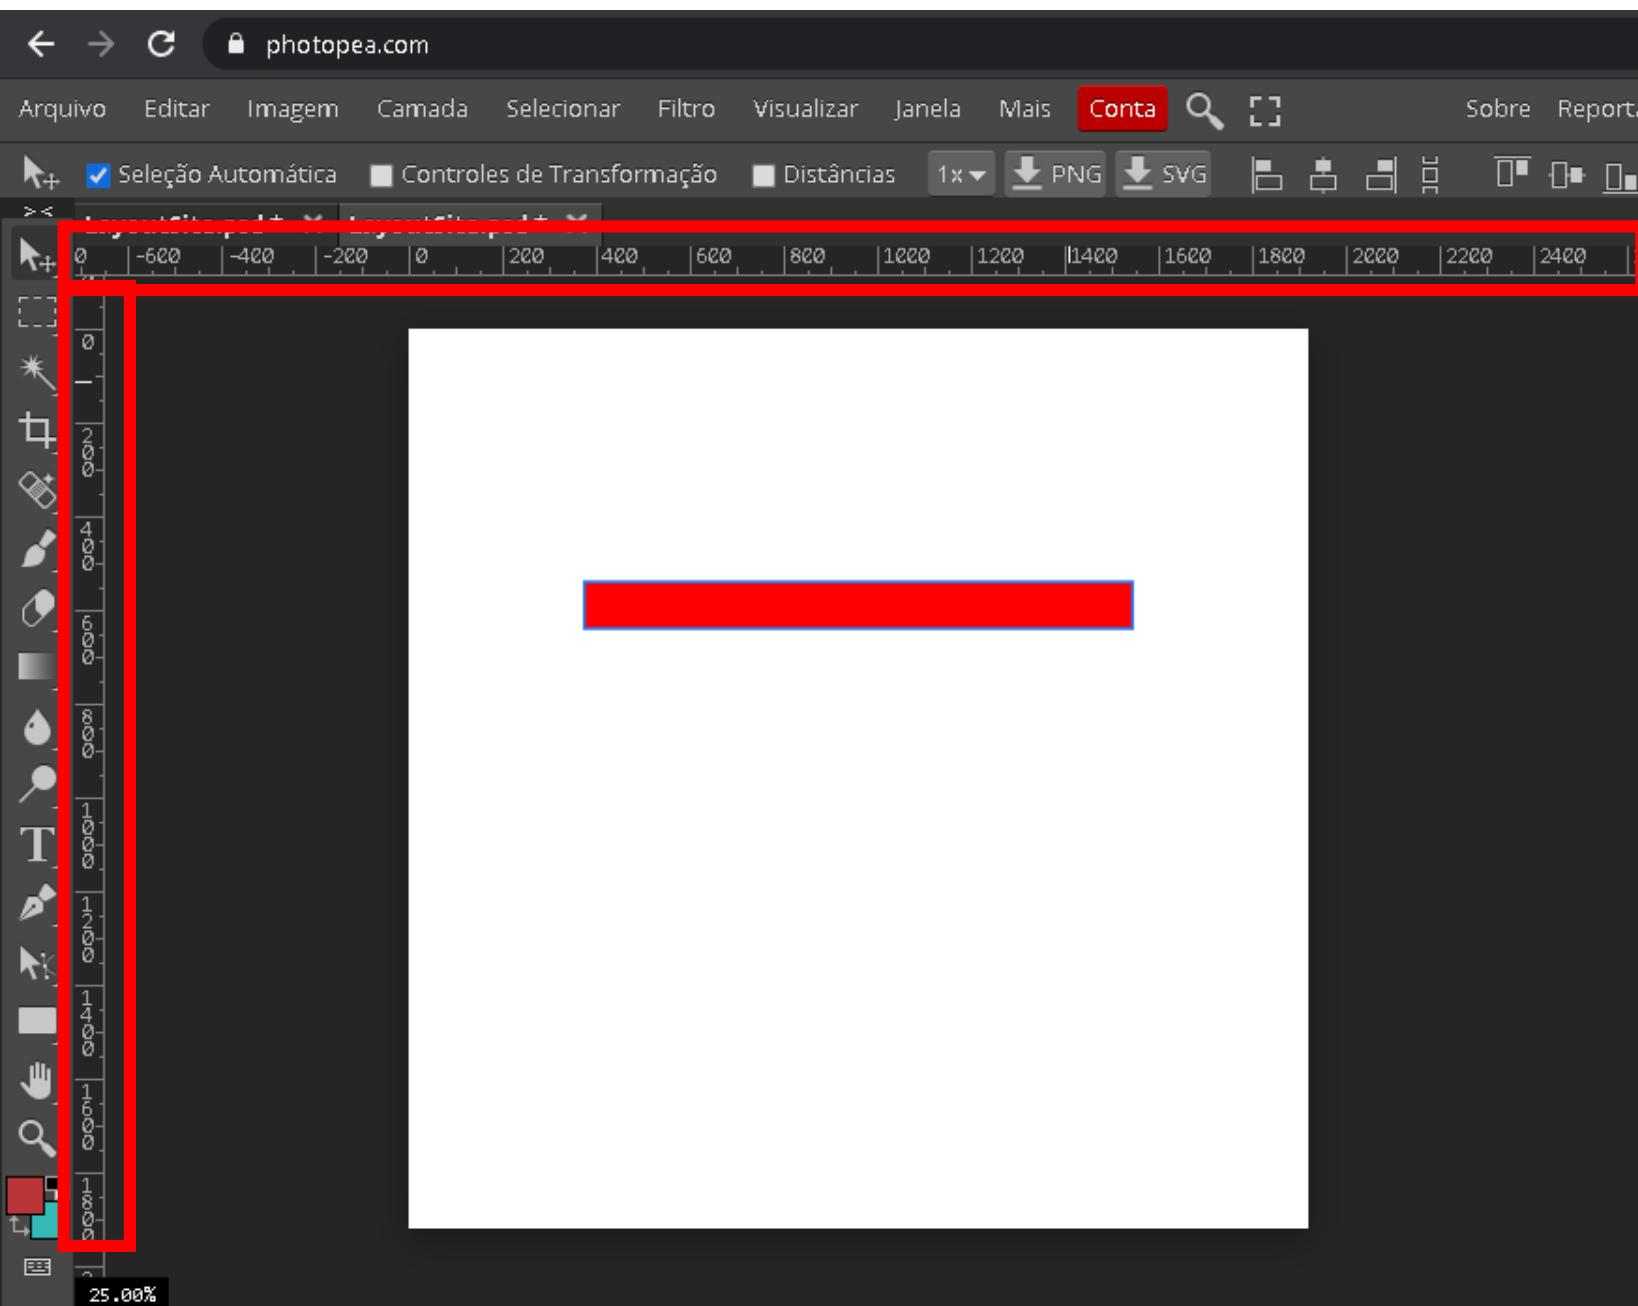 photopea.com
Arquivo Editar Imagem Camada Selecionar Filtro Visualizar Janela Mais Conta Sobre
Seleção Automática Controles de Transformação Distâncias 1x PNG SVG
0 -600 -400 -200 0 200 400 600 800 1000 1200 1400 1600 1800 2000 2200 2400
0
200
400
600
800
1000
1200
1400
1600
1800
25.00%